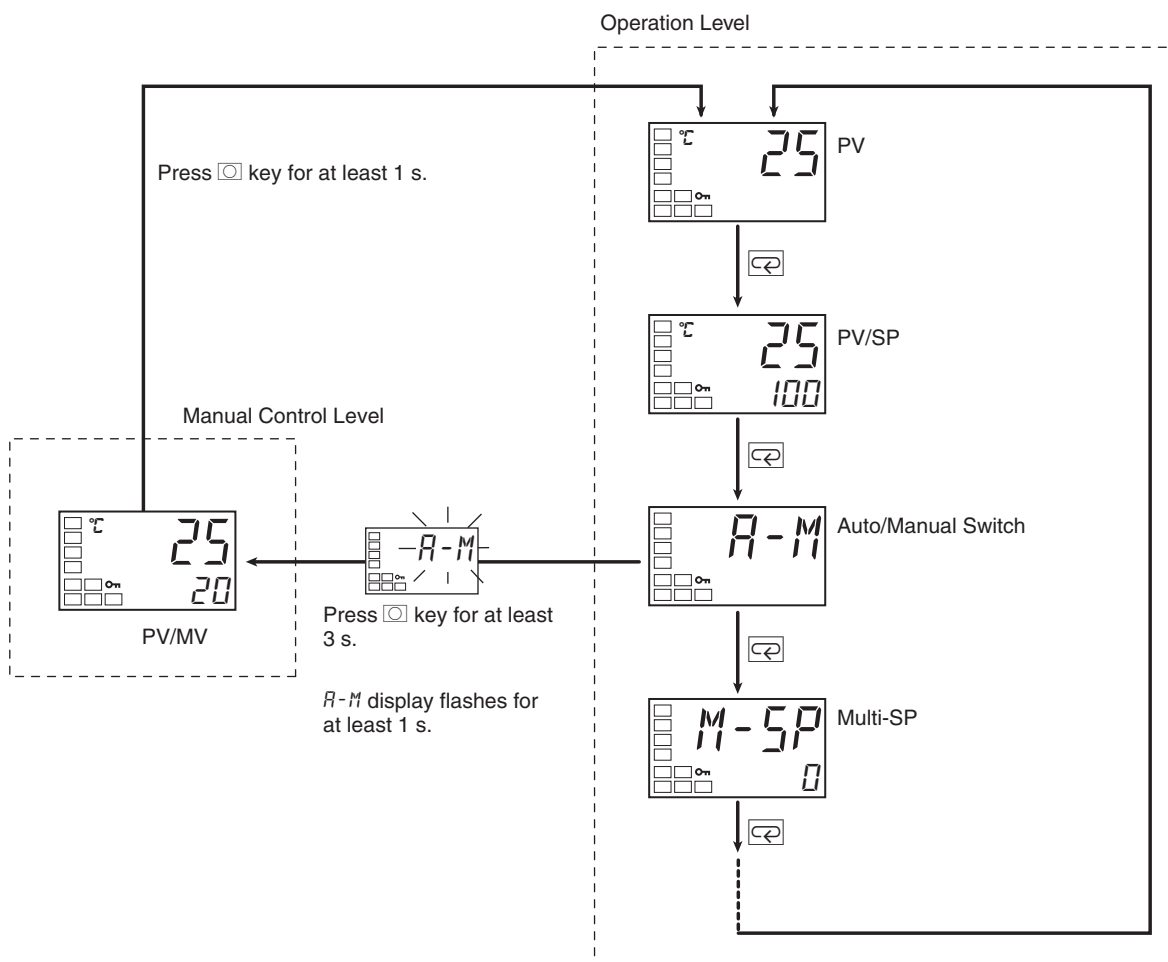 Operation Level
Press key for at least 1 s.
°C 25
PV
°C 25
100
PV/SP
Manual Control Level
°C 25
20
PV/MV
A-M
Press key for at least
3 s.
A-M display flashes for
at least 1 s.
A-M
Auto/Manual Switch
M-SP
0
Multi-SP